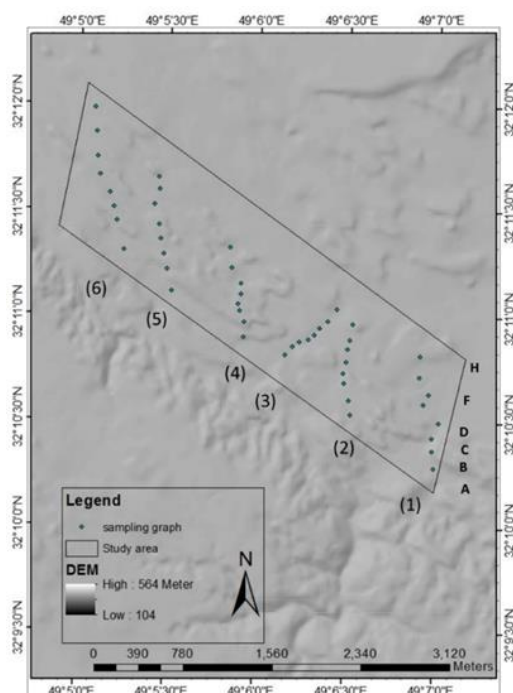 49°5'0"E 49°5'30"E 49°6'0"E 49°6'30"E 49°7'0"E
32°12'0"N 32°12'0"N
32°11'30"N 32°11'30"N
32°11'0"N 32°11'0"N
32°10'30"N 32°10'30"N
32°10'0"N 32°10'0"N
32°9'30"N 32°9'30"N
(6)
(5)
(4)
(3)
(2)
(1)
H
F
D
C
B
A
Legend
sampling graph
Study area
DEM
High : 564 Meter
Low : 104
N
0 390 780 1,560 2,340 3,120
Meters
49°5'0"E 49°5'30"E 49°6'0"E 49°6'30"E 49°7'0"E